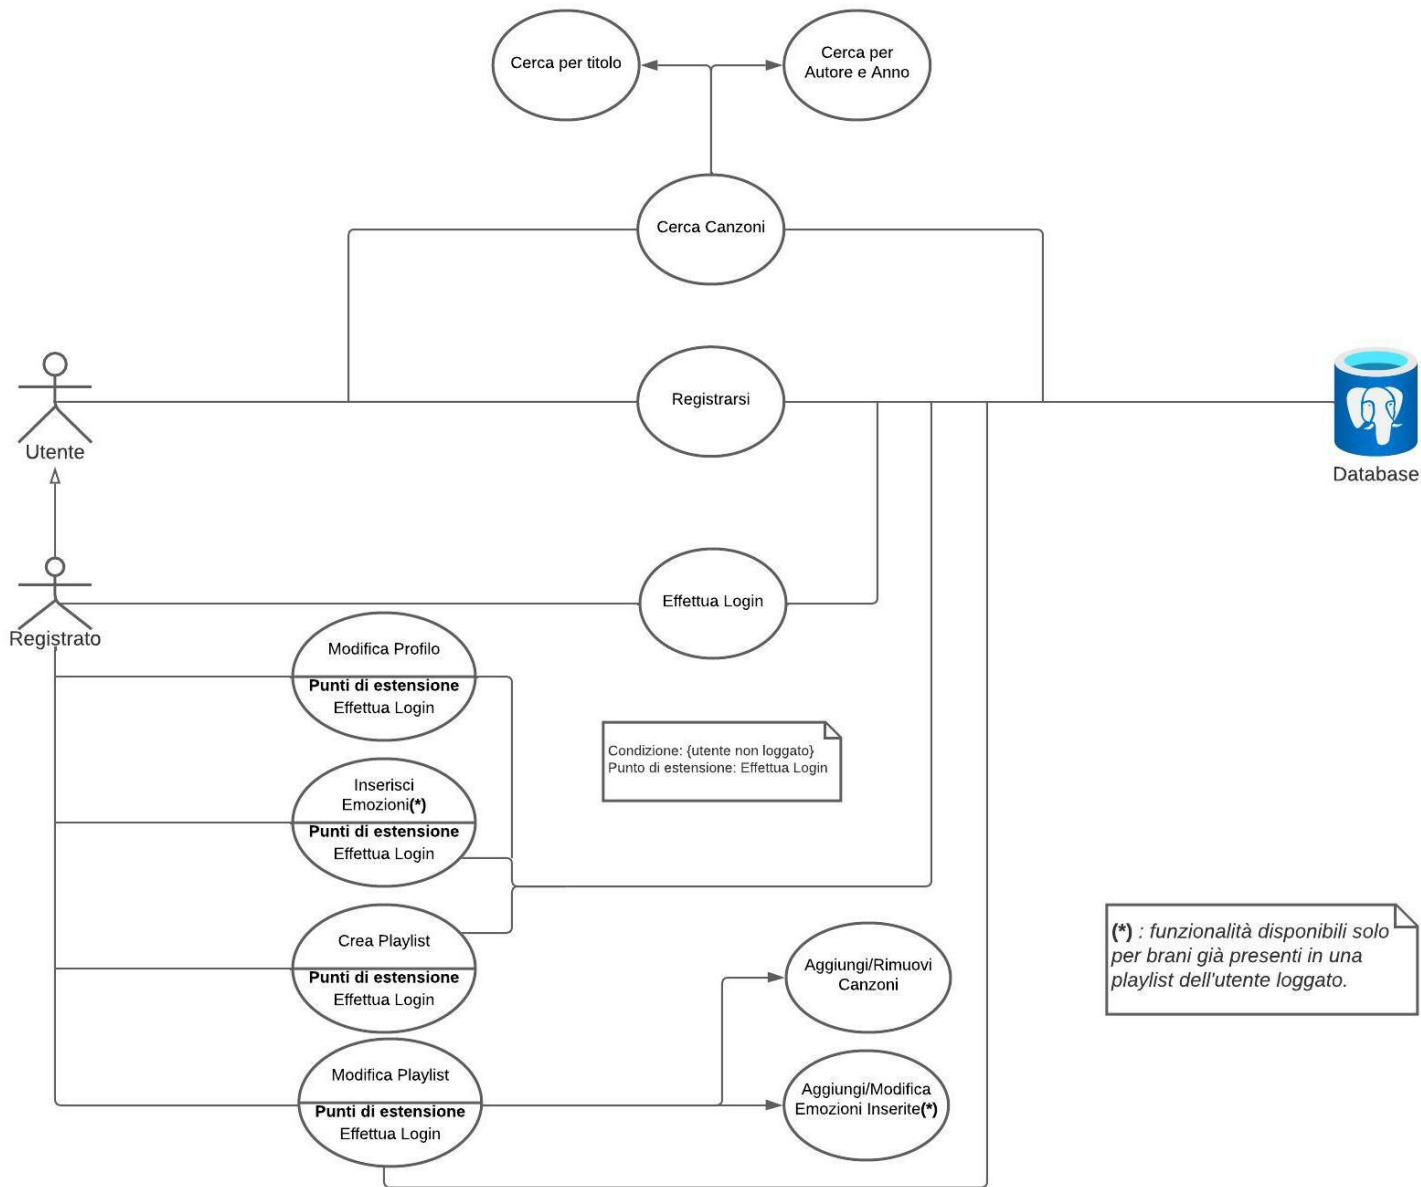 Cerca per titolo
Cerca per
Autore e Anno
Cerca Canzoni
Registrarsi
Utente
Database
Effettua Login
Registrato
Modifica Profilo
Punti di estensione
Effettua Login
Condizione: {utente non loggato}
Punto di estensione: Effettua Login
Inserisci
Emozioni(*)
Punti di estensione
Effettua Login
Crea Playlist
Punti di estensione
Effettua Login
Aggiungi/Rimuovi
Canzoni
(*) : funzionalità disponibili solo
per brani già presenti in una
playlist dell'utente loggato.
Modifica Playlist
Punti di estensione
Effettua Login
Aggiungi/Modifica
Emozioni Inserite(*)